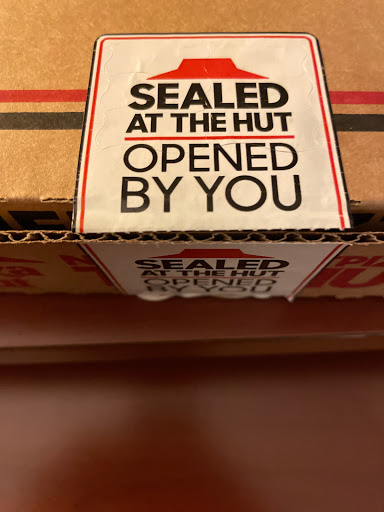 SEALED
AT THE HUT
OPENED
BY YOU
SEALED
AT THE HUT
OPENED
BY YOU